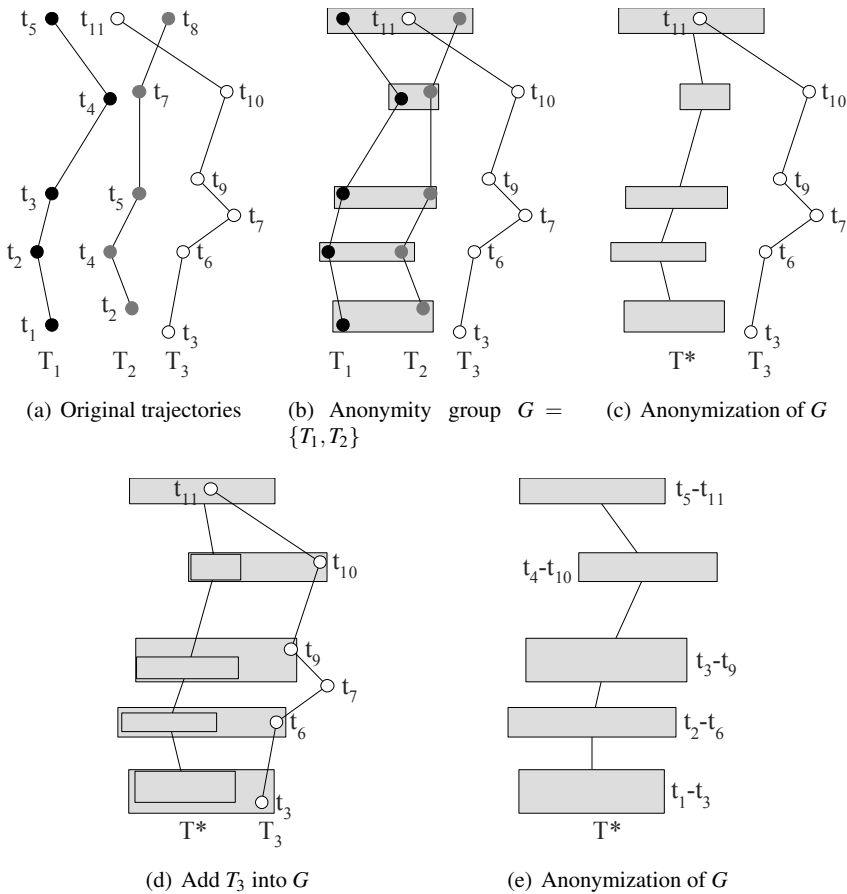 t₅ t₁₁ t₈
t₄ t₇ t₁₀
t₃ t₅ t₉
t₇
t₂ t₄ t₆
t₁ t₂ t₃
T₁ T₂ T₃
(a) Original trajectories
t₁₁
t₁₀
t₉
t₇
t₆
t₃
T₁ T₂ T₃
(b) Anonymity group G =
{T₁,T₂}
t₁₁
t₁₀
t₉
t₇
t₆
t₃
T* T₃
(c) Anonymization of G
t₁₁
t₁₀
t₉
t₇
t₆
t₃
T* T₃
(d) Add T₃ into G
t₅-t₁₁
t₄-t₁₀
t₃-t₉
t₂-t₆
t₁-t₃
T*
(e) Anonymization of G